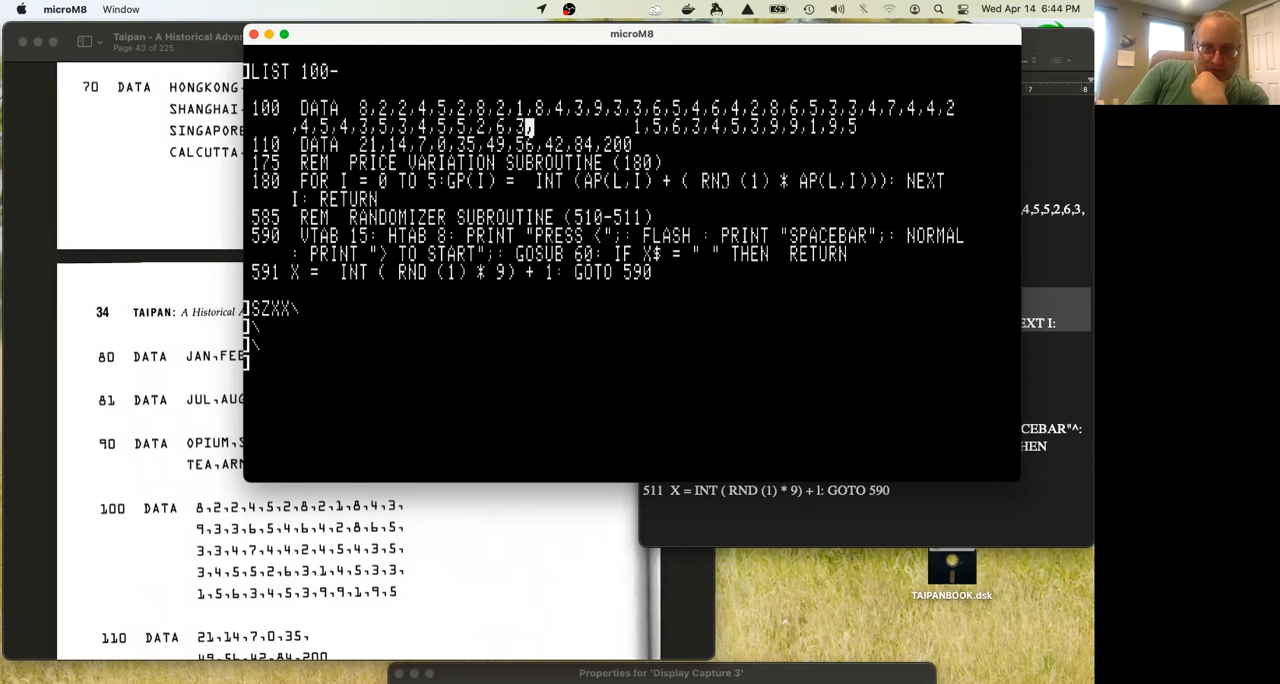 microM8 Window Wed Apr 14 6:44 PM
Taipan - A Historical Adven
Page 43 of 225
70 DATA HONGKONG
SHANGHAI
SINGAPORE
CALCUTTA
34 TAIPAN: A Historical A
80 DATA JAN,FEB
81 DATA JUL,AUG
90 DATA OPIUM,S
TEA,ARM
100 DATA 8,2,2,4,5,2,8,2,1,8,4,3,
9,3,3,6,5,4,6,4,2,8,6,5,
3,3,4,7,4,4,2,4,5,4,3,5,
3,4,5,5,2,6,3,1,4,5,3,3,
1,5,6,3,4,5,3,9,9,1,9,5
110 DATA 21,14,7,0,35,
49,56,42,84,200
microM8
]LIST 100-
100 DATA 8,2,2,4,5,2,8,2,1,8,4,3,9,3,3,6,5,4,6,4,2,8,6,5,3,3,4,7,4,4,2
,4,5,4,3,5,3,4,5,5,2,6,3, 1,5,6,3,4,5,3,9,9,1,9,5
110 DATA 21,14,7,0,35,49,56,42,84,200
175 REM PRICE VARIATION SUBROUTINE (180)
180 FOR I = 0 TO 5:GP(I) = INT (AP(L,I) + ( RND (1) * AP(L,I))): NEXT
I: RETURN
585 REM RANDOMIZER SUBROUTINE (510-511)
590 VTAB 15: HTAB 8: PRINT "PRESS <";: FLASH : PRINT "SPACEBAR";: NORMAL
: PRINT "> TO START";: GOSUB 60: IF X$ = " " THEN RETURN
591 X = INT ( RND (1) * 9) + 1: GOTO 590
]SZXX\
]\
]\
]
7 8
,4,5,5,2,6,3,
EXT I:
CEBAR"^:
HEN
511 X = INT ( RND (1) * 9) + l: GOTO 590
TAIPANBOOK.dsk
Properties for 'Display Capture 3'